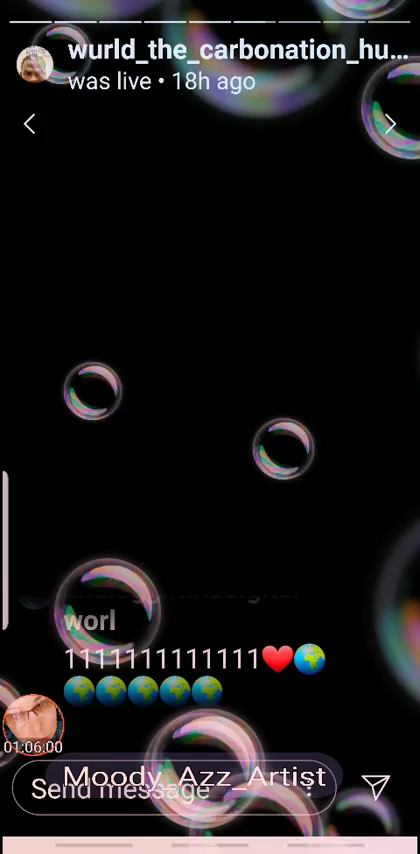 wurld_the_carbonation_hu...
was live • 18h ago
worl
1111111111111❤️🌍
🌍🌍🌍🌍🌍
01:06:00
Moody_Azz_Artist
Send message